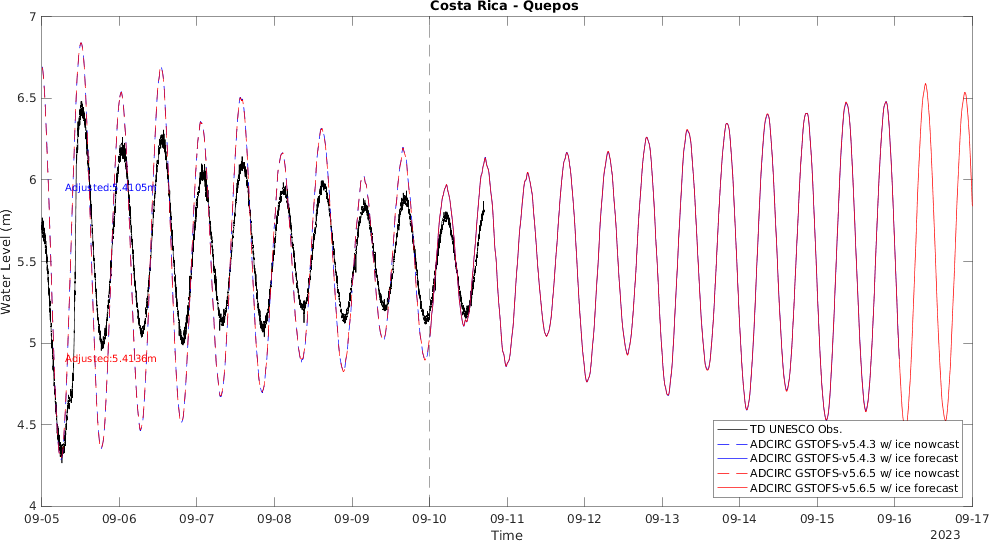 Costa Rica - Quepos
7
6.5
6
5.5
5
4.5
4
Water Level (m)
Adjusted:5.4105m
Adjusted:5.4136m
TD UNESCO Obs.
ADCIRC GSTOFS-v5.4.3 w/ ice nowcast
ADCIRC GSTOFS-v5.4.3 w/ ice forecast
ADCIRC GSTOFS-v5.6.5 w/ ice nowcast
ADCIRC GSTOFS-v5.6.5 w/ ice forecast
09-05 09-06 09-07 09-08 09-09 09-10 09-11 09-12 09-13 09-14 09-15 09-16 09-17
Time
2023